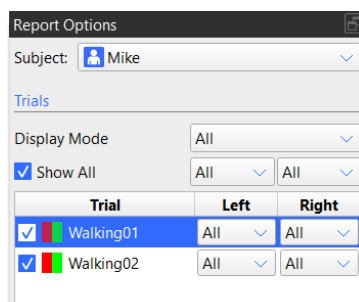 Report Options
Subject: Mike
Trials
Display Mode All
Show All All All
Trial Left Right
Walking01 All All
Walking02 All All